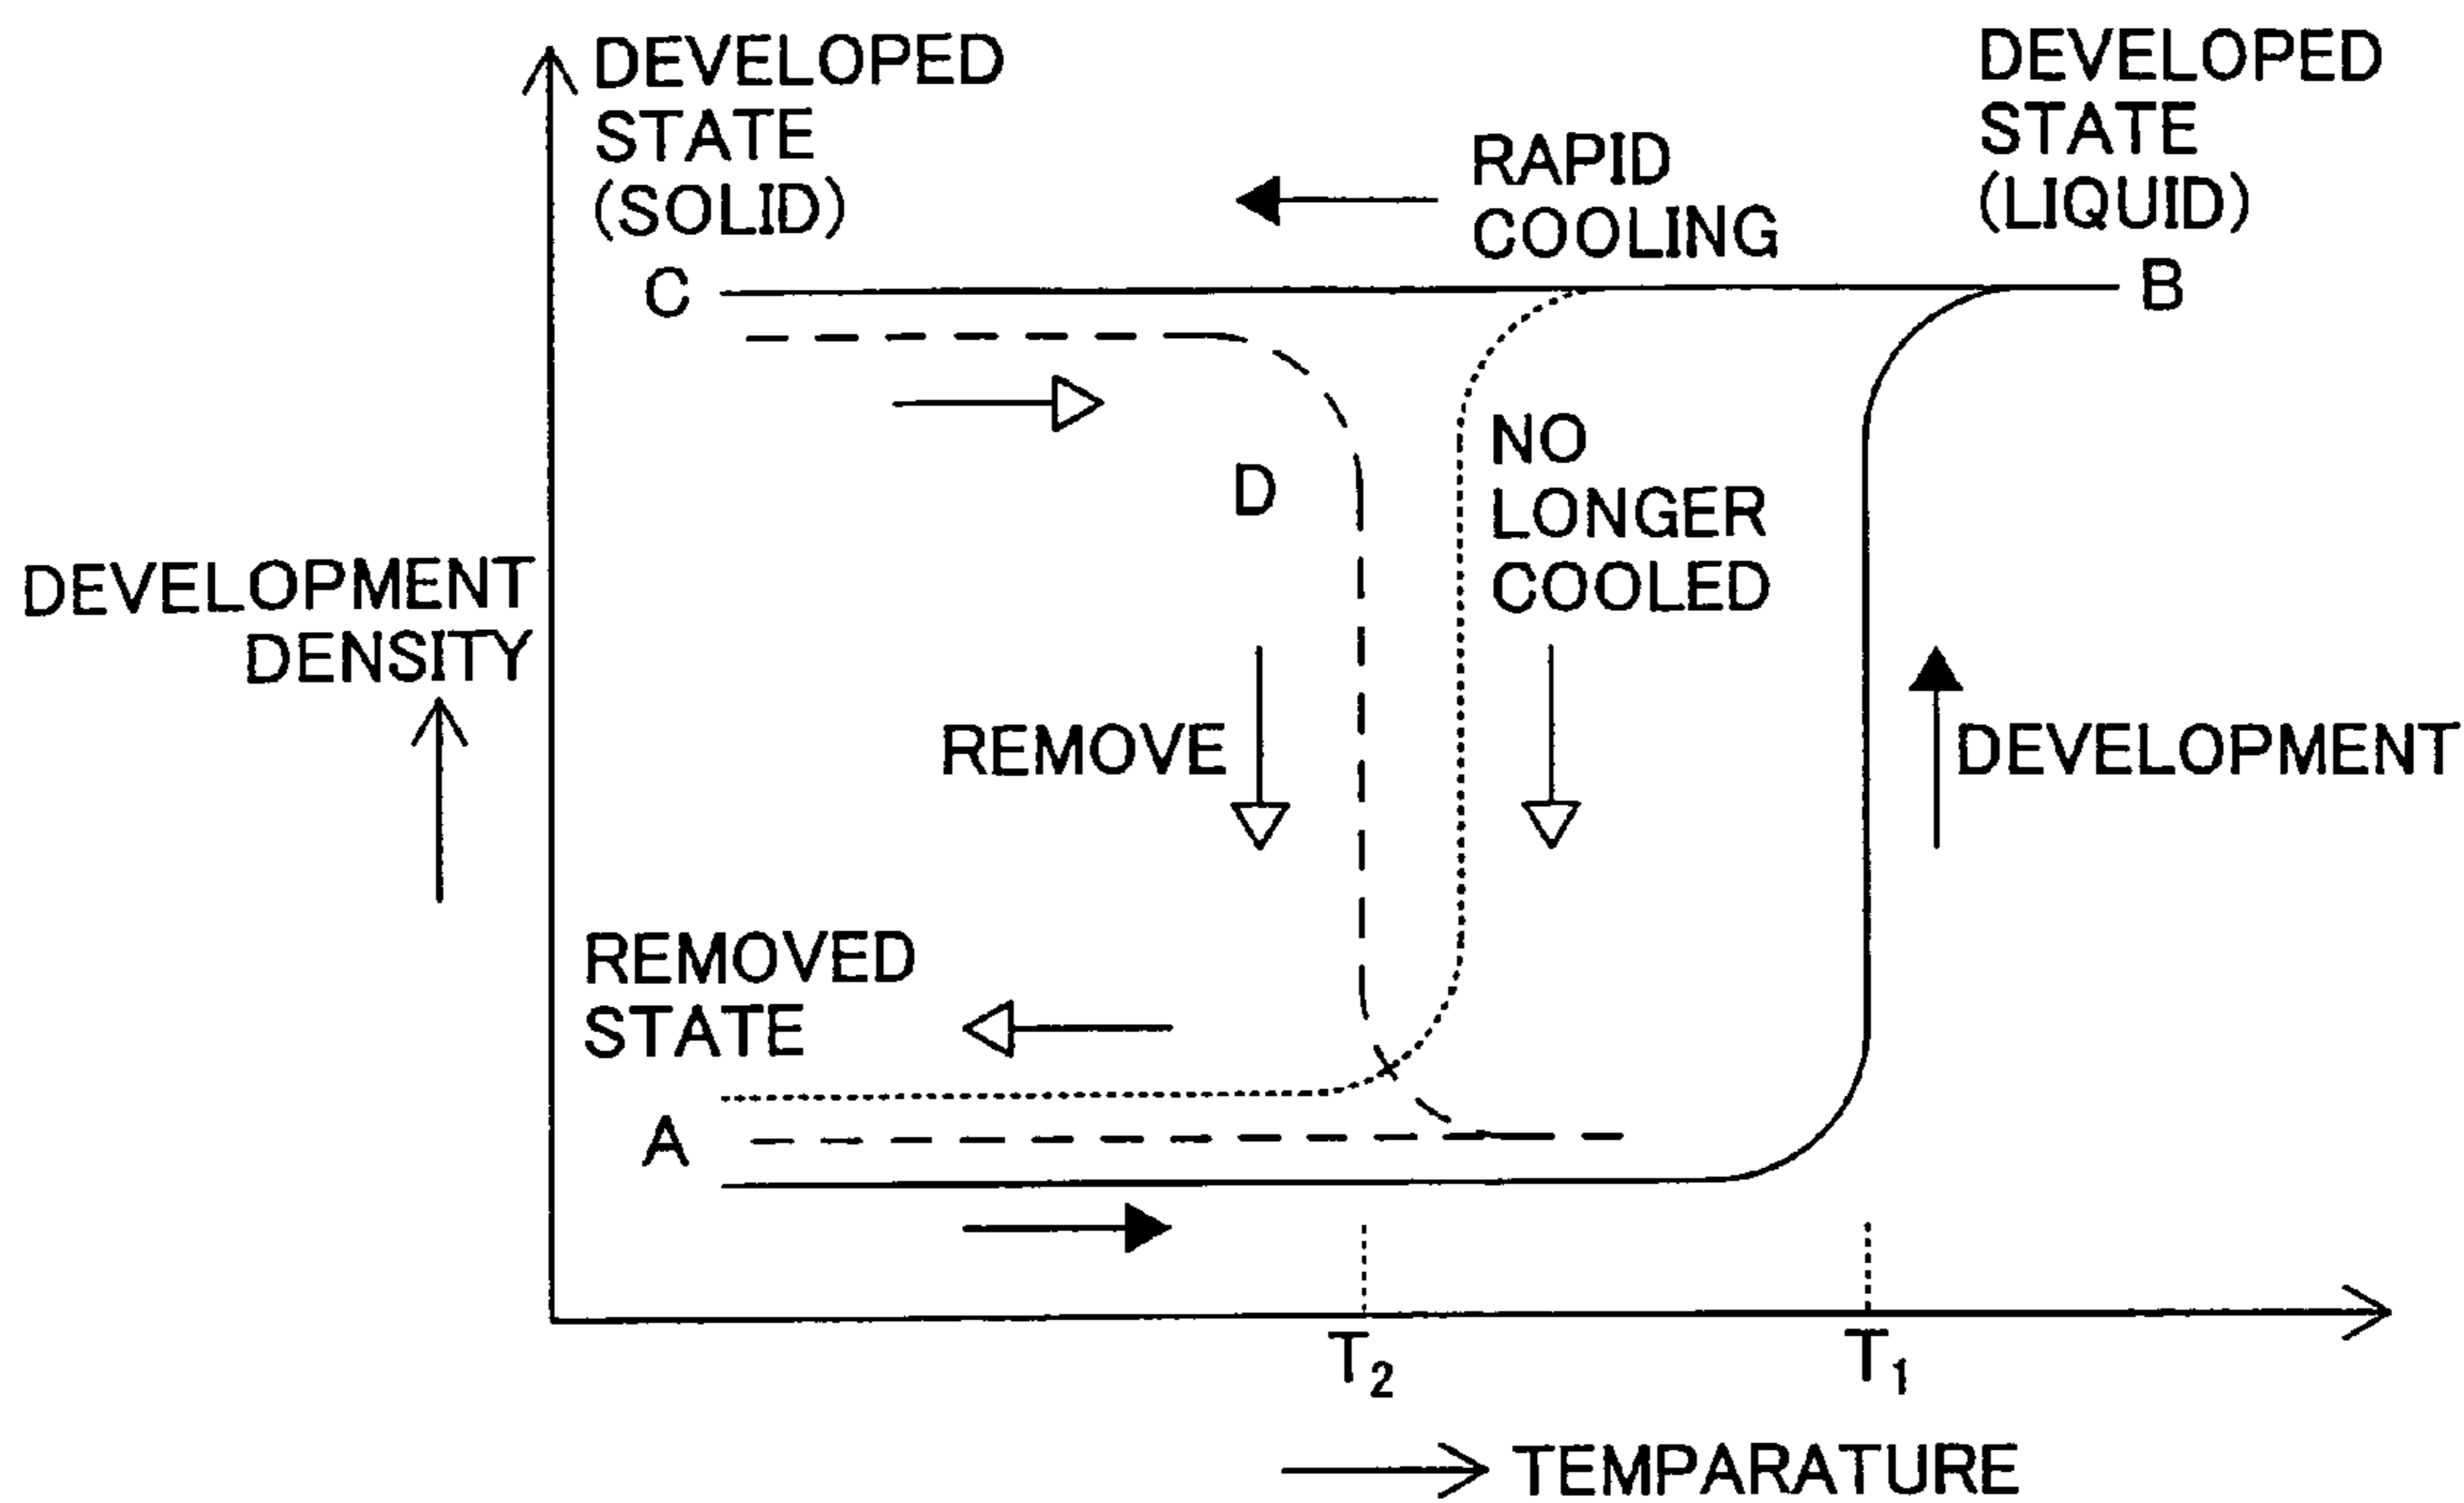 DEVELOPED
STATE
(SOLID)
RAPID
COOLING
DEVELOPED
STATE
(LIQUID)
C
B
D
NO
LONGER
COOLED
DEVELOPMENT
DENSITY
REMOVE
DEVELOPMENT
REMOVED
STATE
A
T₂
T₁
TEMPARATURE